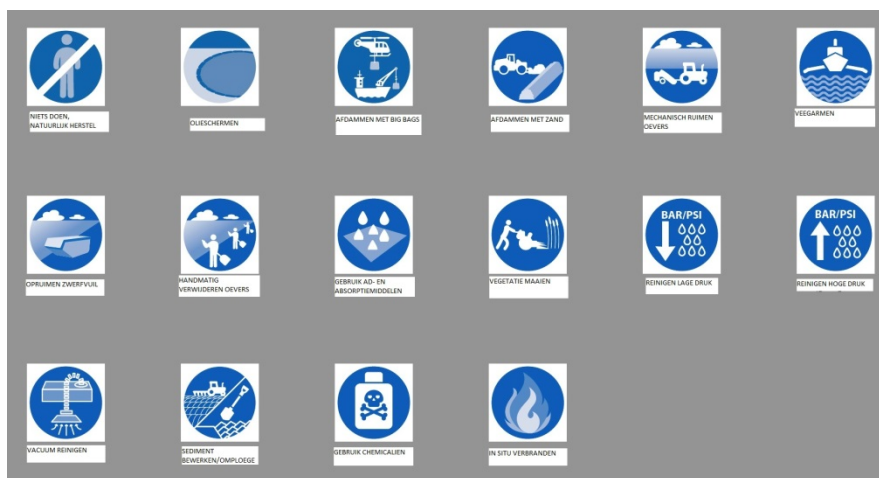 NIETS DOEN,
NATUURLIJK HERSTEL
OLIESCHERMEN
AFDAMMEN MET BIG BAGS
AFDAMMEN MET ZAND
MECHANISCH RUIMEN
OEVERS
VEEGARMEN
BAR/PSI
BAR/PSI
OPRUIMEN ZWERFVUIL
HANDMATIG
VERWIJDEREN OEVERS
GEBRUIK AD- EN
ABSORPTIEMIDDELEN
VEGETATIE MAAIEN
REINIGEN LAGE DRUK
REINIGEN HOGE DRUK
VACUUM REINIGEN
SEDIMENT
BEWERKEN/OMPLOEGE
GEBRUIK CHEMICALIEN
IN SITU VERBRANDEN